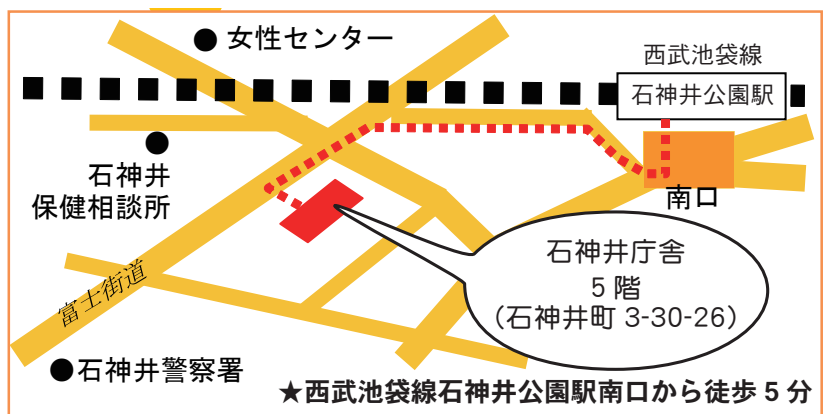 女性センター
西武池袋線
石神井公園駅
石神井
保健相談所
南口
石神井庁舎
5階
(石神井町 3-30-26)
富士街道
石神井警察署
★西武池袋線石神井公園駅南口から徒歩 5 分